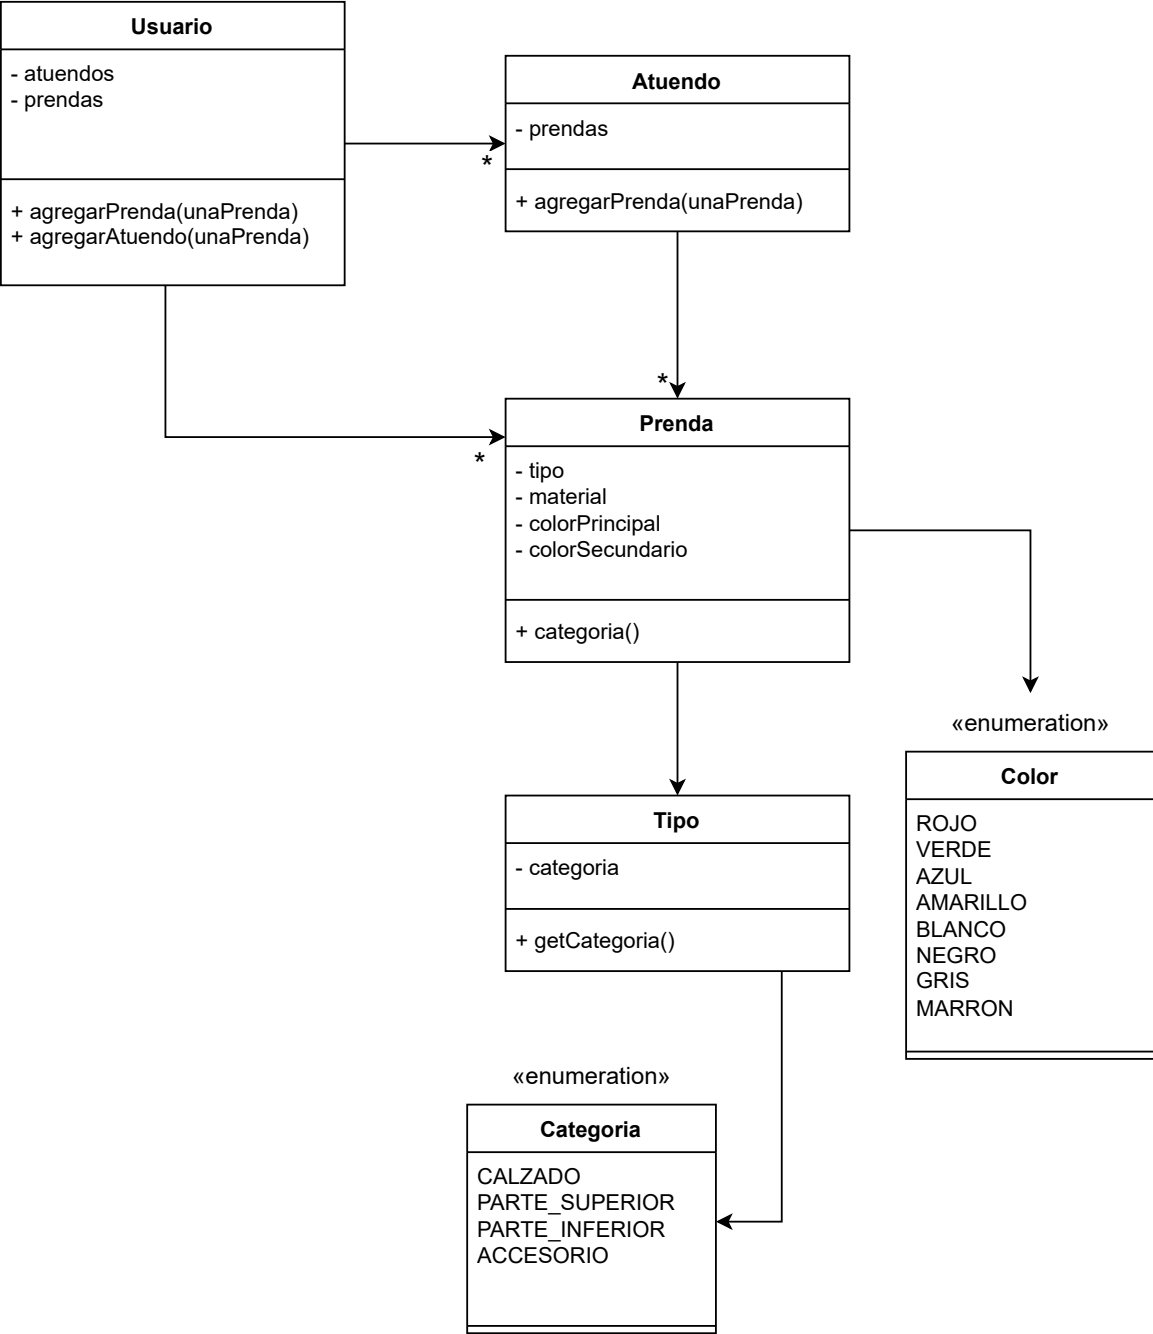 Usuario
- atuendos
- prendas
+ agregarPrenda(unaPrenda)
+ agregarAtuendo(unaPrenda)
Atuendo
- prendas
+ agregarPrenda(unaPrenda)
*
*
*
Prenda
- tipo
- material
- colorPrincipal
- colorSecundario
+ categoria()
«enumeration»
Color
ROJO
VERDE
AZUL
AMARILLO
BLANCO
NEGRO
GRIS
MARRON
Tipo
- categoria
+ getCategoria()
«enumeration»
Categoria
CALZADO
PARTE_SUPERIOR
PARTE_INFERIOR
ACCESORIO